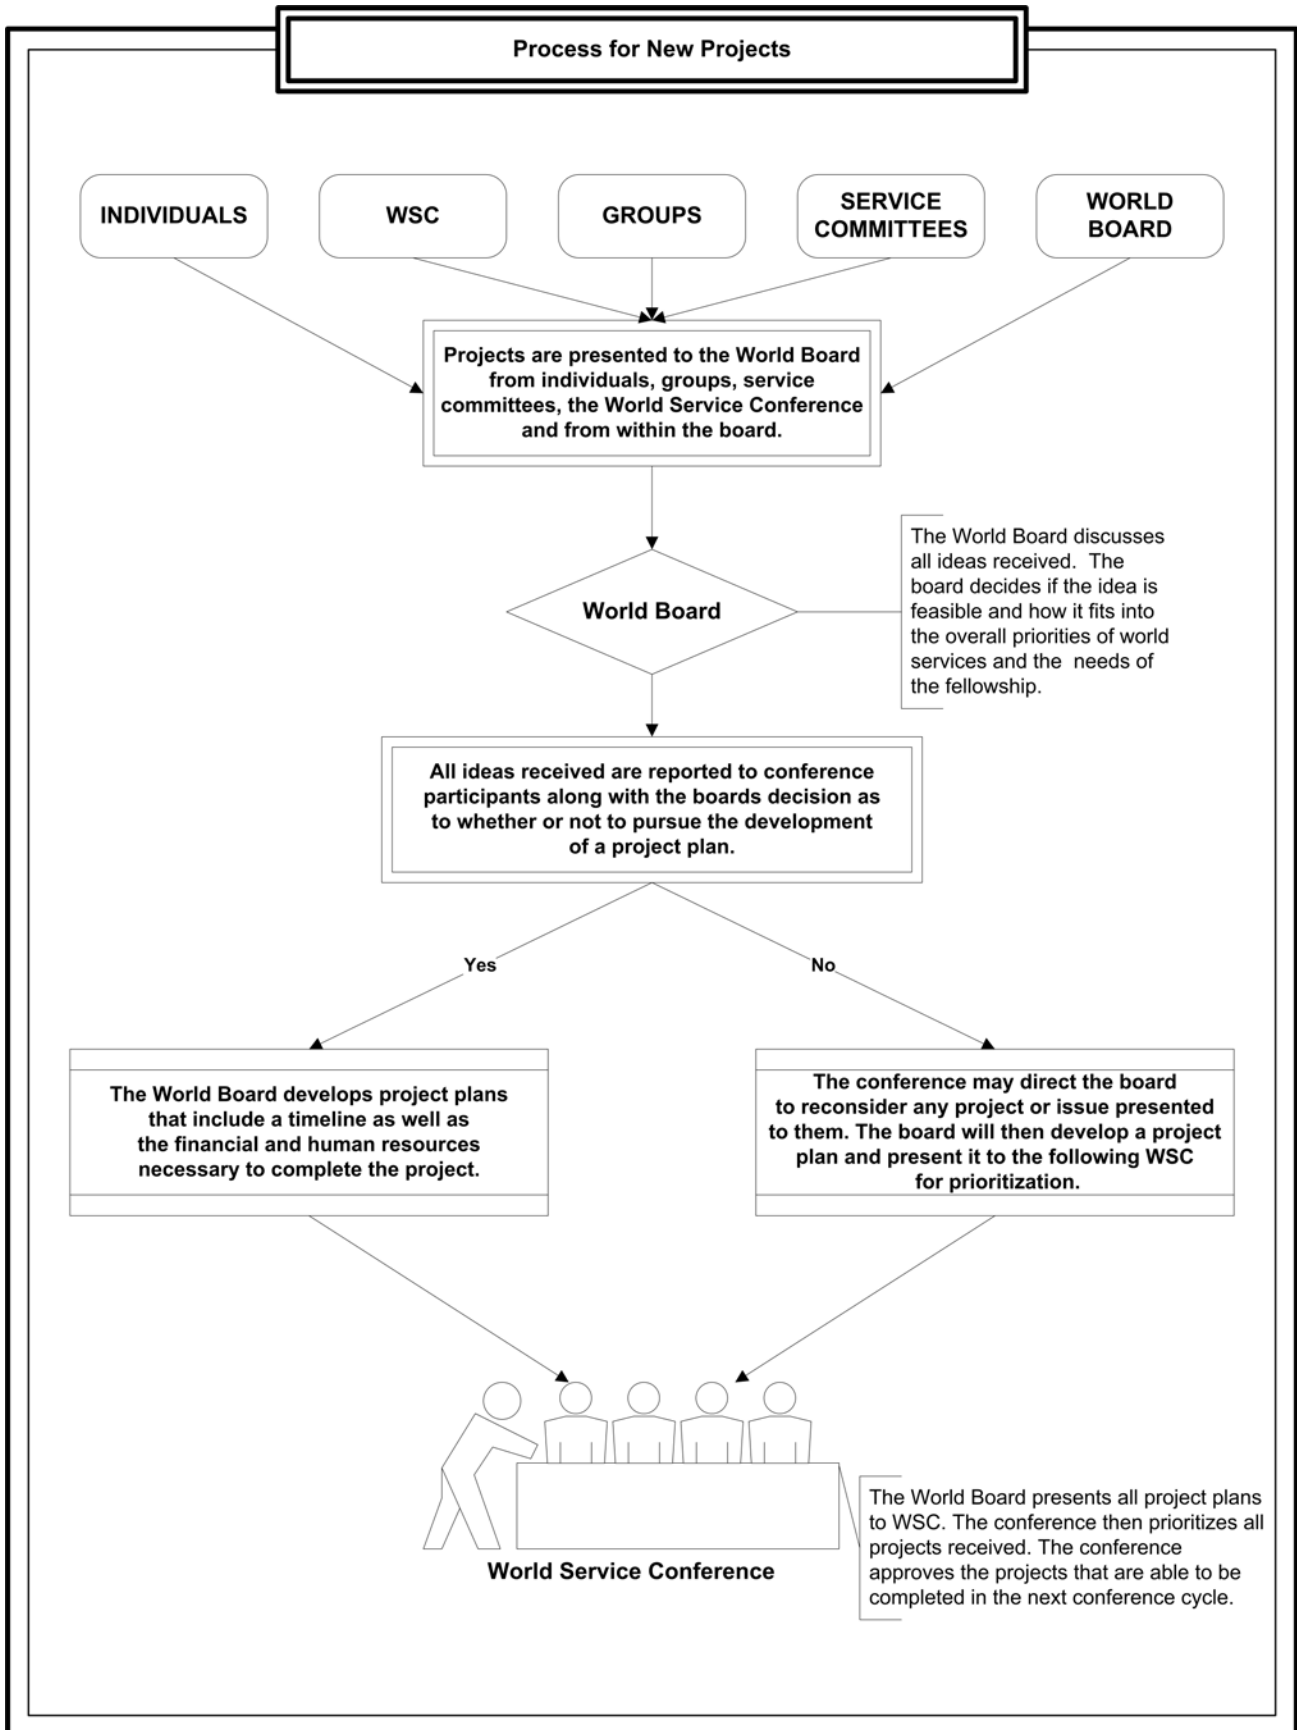 Process for New Projects
INDIVIDUALS
WSC
GROUPS
SERVICE
COMMITTEES
WORLD
BOARD
Projects are presented to the World Board
from individuals, groups, service
committees, the World Service Conference
and from within the board.
World Board
The World Board discusses
all ideas received. The
board decides if the idea is
feasible and how it fits into
the overall priorities of world
services and the needs of
the fellowship.
All ideas received are reported to conference
participants along with the boards decision as
to whether or not to pursue the development
of a project plan.
Yes
No
The World Board develops project plans
that include a timeline as well as
the financial and human resources
necessary to complete the project.
The conference may direct the board
to reconsider any project or issue presented
to them. The board will then develop a project
plan and present it to the following WSC
for prioritization.
World Service Conference
The World Board presents all project plans
to WSC. The conference then prioritizes all
projects received. The conference
approves the projects that are able to be
completed in the next conference cycle.